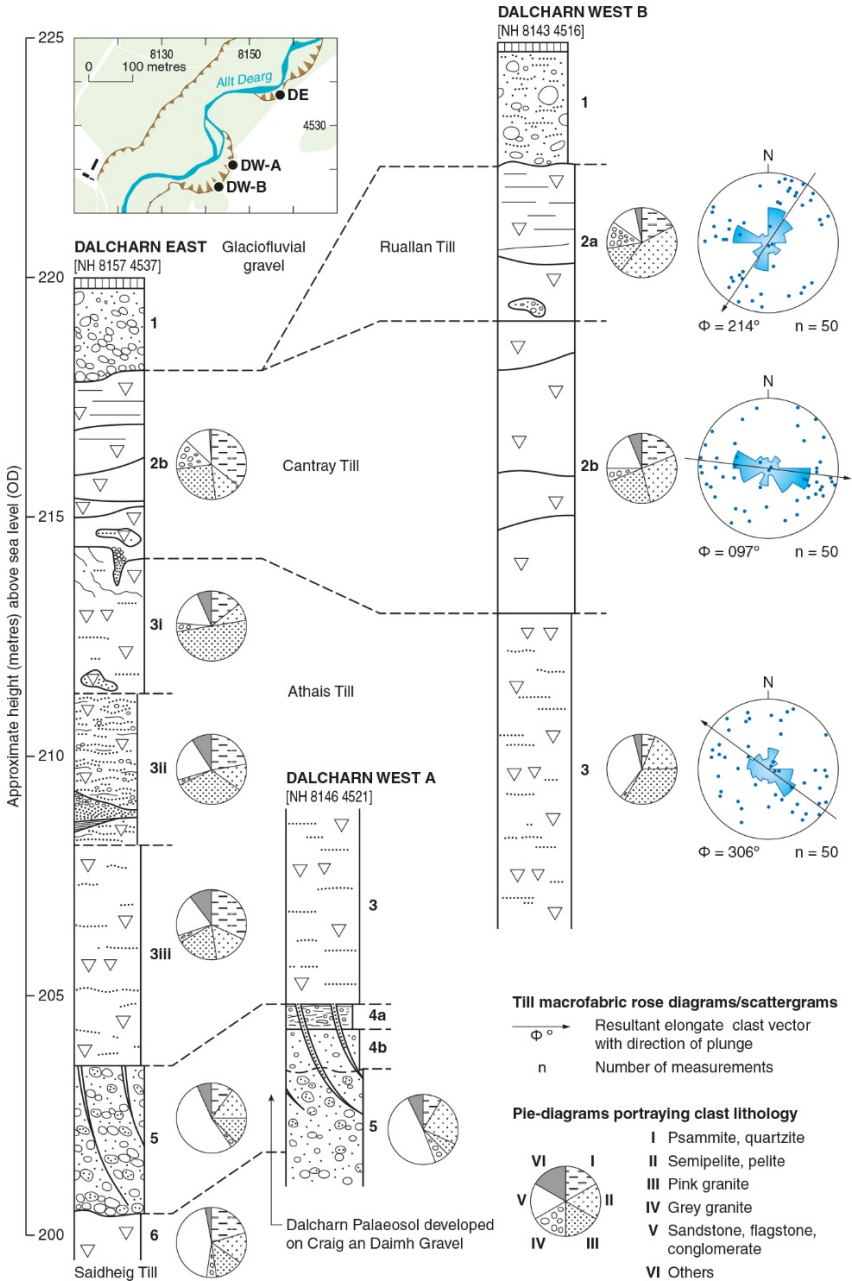 DALCHARN WEST B
[NH 8143 4516]
225
8130
8150
0
100 metres
Allt Dearg
DE
4530
DW-A
DW-B
1
DALCHARN EAST
[NH 8157 4537]
Glaciofluvial
gravel
Ruallan Till
2a
N
Φ = 214°
n = 50
220
1
Cantray Till
2b
2b
N
Φ = 097°
n = 50
215
3i
Athais Till
Approximate height (metres) above sea level (OD)
210
3ii
3
N
Φ = 306°
n = 50
DALCHARN WEST A
[NH 8146 4521]
3
3iii
205
4a
4b
5
5
200
6
Saidheig Till
Dalcharn Palaeosol developed
on Craig an Daimh Gravel
Till macrofabric rose diagrams/scattergrams
Φ°
Resultant elongate clast vector
with direction of plunge
n
Number of measurements
Pie-diagrams portraying clast lithology
VI
I
V
II
IV
III
I Psammite, quartzite
II Semipelite, pelite
III Pink granite
IV Grey granite
V Sandstone, flagstone,
conglomerate
VI Others